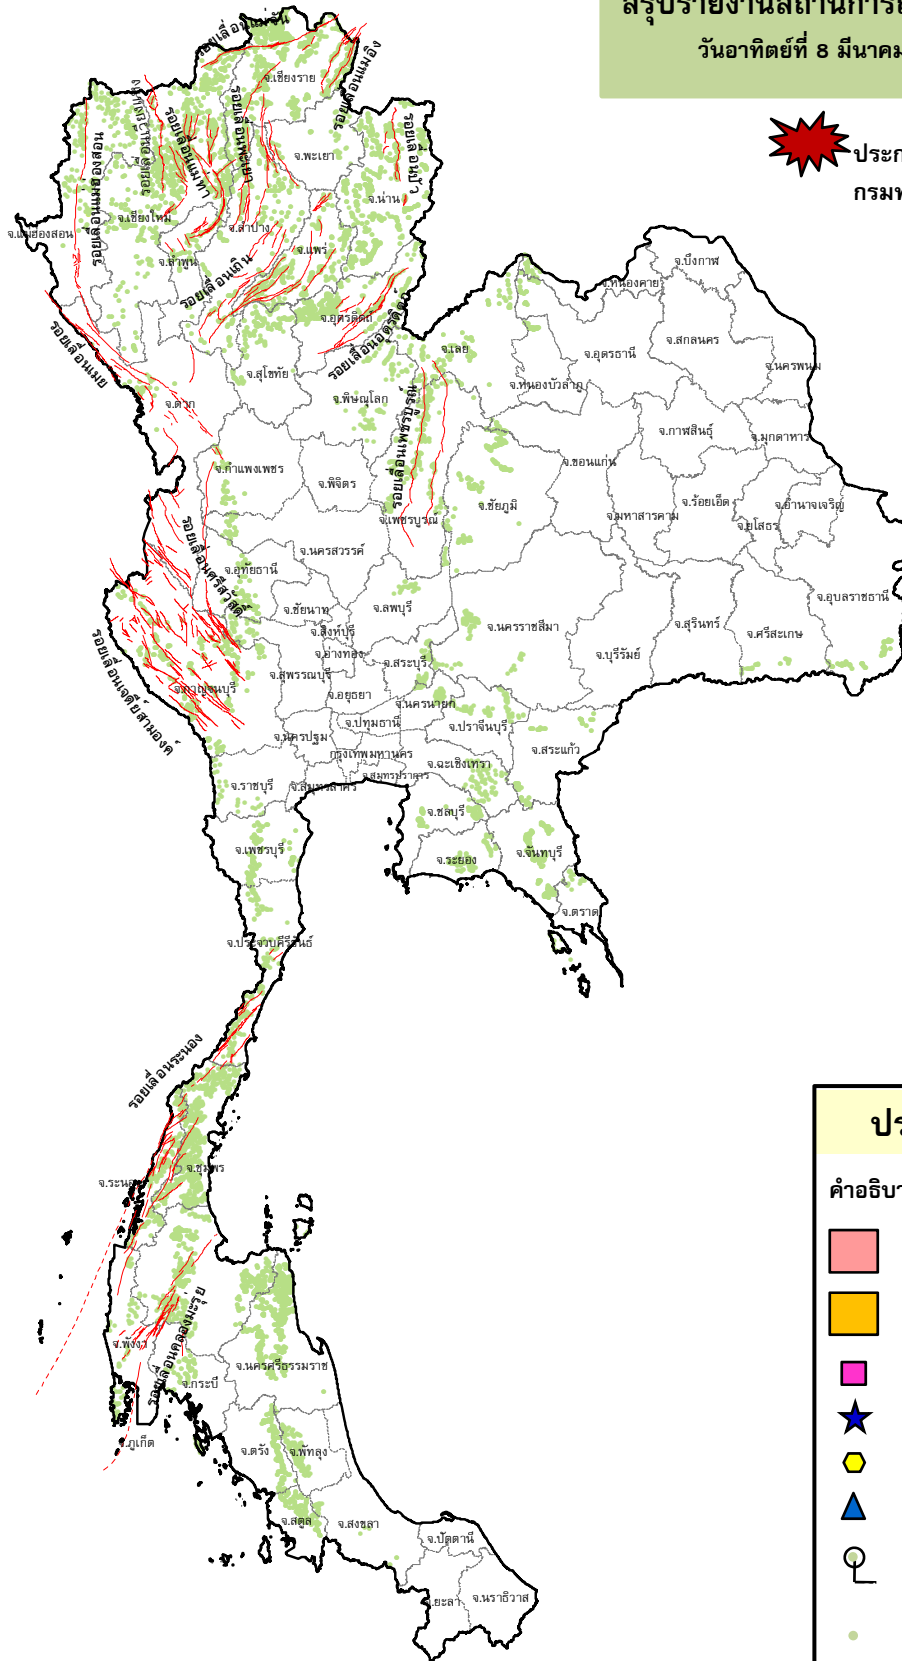 สรุปรายงานสถานการณ์
วันอาทิตย์ที่ 8 มีนาคม
ประก
กรมท
รอยเลื่อนแม่จัน
จ.เชียงราย
รอยเลื่อนแม่อิง
รอยเลื่อนแม่ฮ่องสอน
รอยเลื่อนแม่ทา
รอยเลื่อนพะเยา
จ.พะเยา
รอยเลื่อนปัว
จ.น่าน
จ.เชียงใหม่
จ.ลำปาง
จ.แม่ฮ่องสอน
จ.แพร่
จ.ลำพูน
รอยเลื่อนเถิน
จ.อุตรดิตถ์
รอยเลื่อนอุตรดิตถ์
รอยเลื่อนเมย
จ.บึงกาฬ
จ.หนองคาย
จ.เลย
จ.อุดรธานี
จ.สกลนคร
จ.นครพนม
จ.หนองบัวลำภู
จ.สุโขทัย
จ.ตาก
จ.พิษณุโลก
รอยเลื่อนเพชรบูรณ์
จ.กาฬสินธุ์
จ.มุกดาหาร
จ.กำแพงเพชร
จ.พิจิตร
จ.ขอนแก่น
จ.ชัยภูมิ
จ.ร้อยเอ็ด
จ.อำนาจเจริญ
จ.เพชรบูรณ์
จ.มหาสารคาม
จ.ยโสธร
รอยเลื่อนศรีสวัสดิ์
จ.นครสวรรค์
จ.อุทัยธานี
จ.ชัยนาท
จ.ลพบุรี
จ.อุบลราชธานี
จ.นครราชสีมา
จ.สุรินทร์
จ.ศรีสะเกษ
จ.สิงห์บุรี
จ.อ่างทอง
จ.บุรีรัมย์
จ.สระบุรี
จ.สุพรรณบุรี
รอยเลื่อนเจดีย์สามองค์
จ.กาญจนบุรี
จ.อยุธยา
จ.นครนายก
จ.ปทุมธานี
จ.ปราจีนบุรี
จ.นครปฐม
จ.สระแก้ว
กรุงเทพมหานคร
จ.ฉะเชิงเทรา
จ.สมุทรปราการ
จ.ราชบุรี
จ.สมุทรสาคร
จ.ชลบุรี
จ.เพชรบุรี
จ.ระยอง
จ.จันทบุรี
จ.ตราด
จ.ประจวบคีรีขันธ์
รอยเลื่อนระนอง
จ.ชุมพร
จ.ระนอง
รอยเลื่อนคลองมะรุ่ย
จ.พังงา
จ.นครศรีธรรมราช
จ.กระบี่
จ.ภูเก็ต
จ.ตรัง
จ.พัทลุง
จ.สตูล
จ.สงขลา
จ.ปัตตานี
จ.ยะลา
จ.นราธิวาส
ปร
คำอธิบา